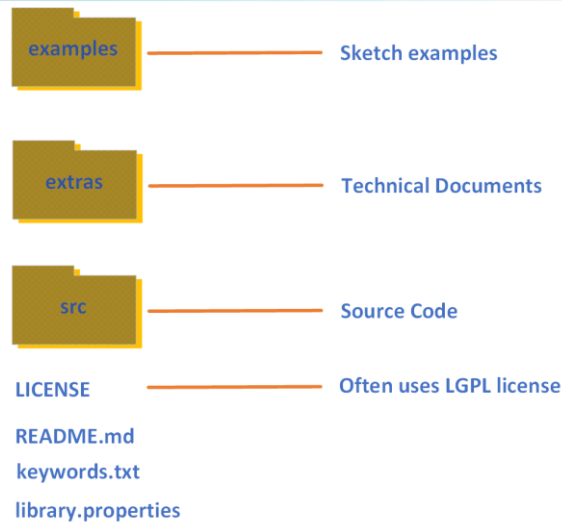 examples
Sketch examples
extras
Technical Documents
src
Source Code
LICENSE
Often uses LGPL license
README.md
keywords.txt
library.properties